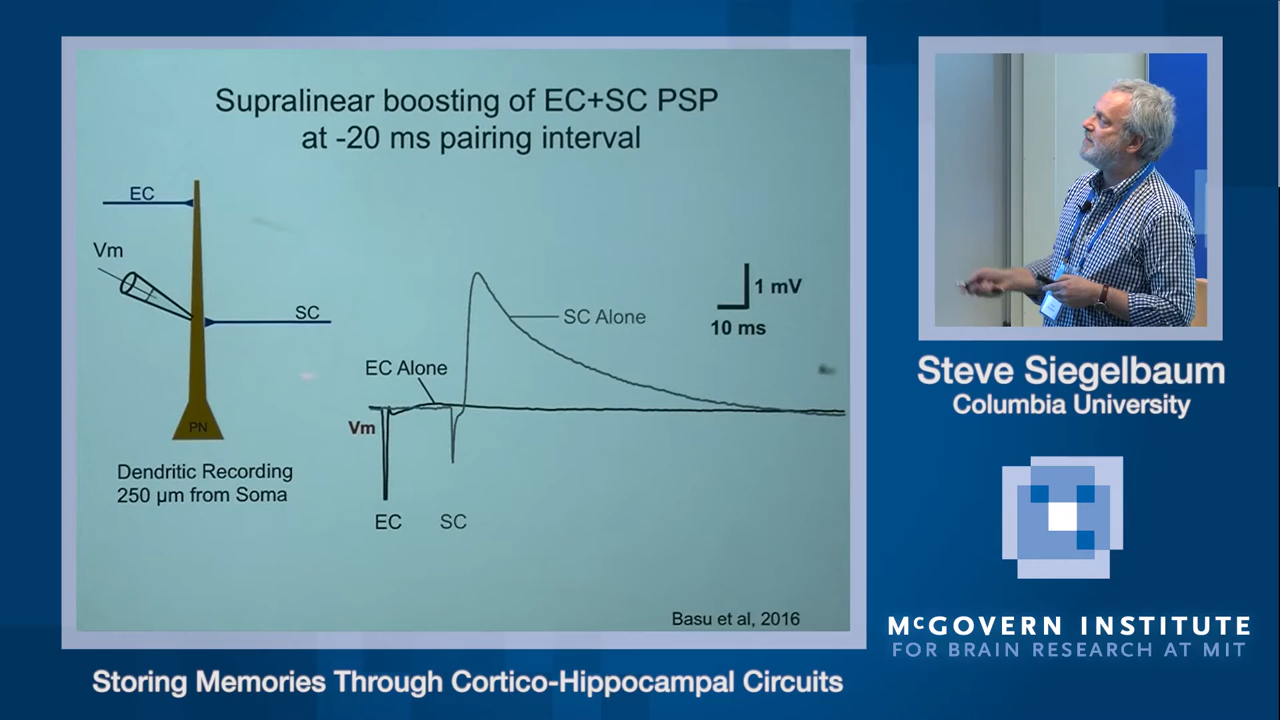 Supralinear boosting of EC+SC PSP
at -20 ms pairing interval
EC
Vm
SC
PN
Dendritic Recording
250 µm from Soma
1 mV
10 ms
SC Alone
EC Alone
Vm
EC
SC
Basu et al, 2016
Steve Siegelbaum
Columbia University
McGOVERN INSTITUTE
FOR BRAIN RESEARCH AT MIT
Storing Memories Through Cortico-Hippocampal Circuits